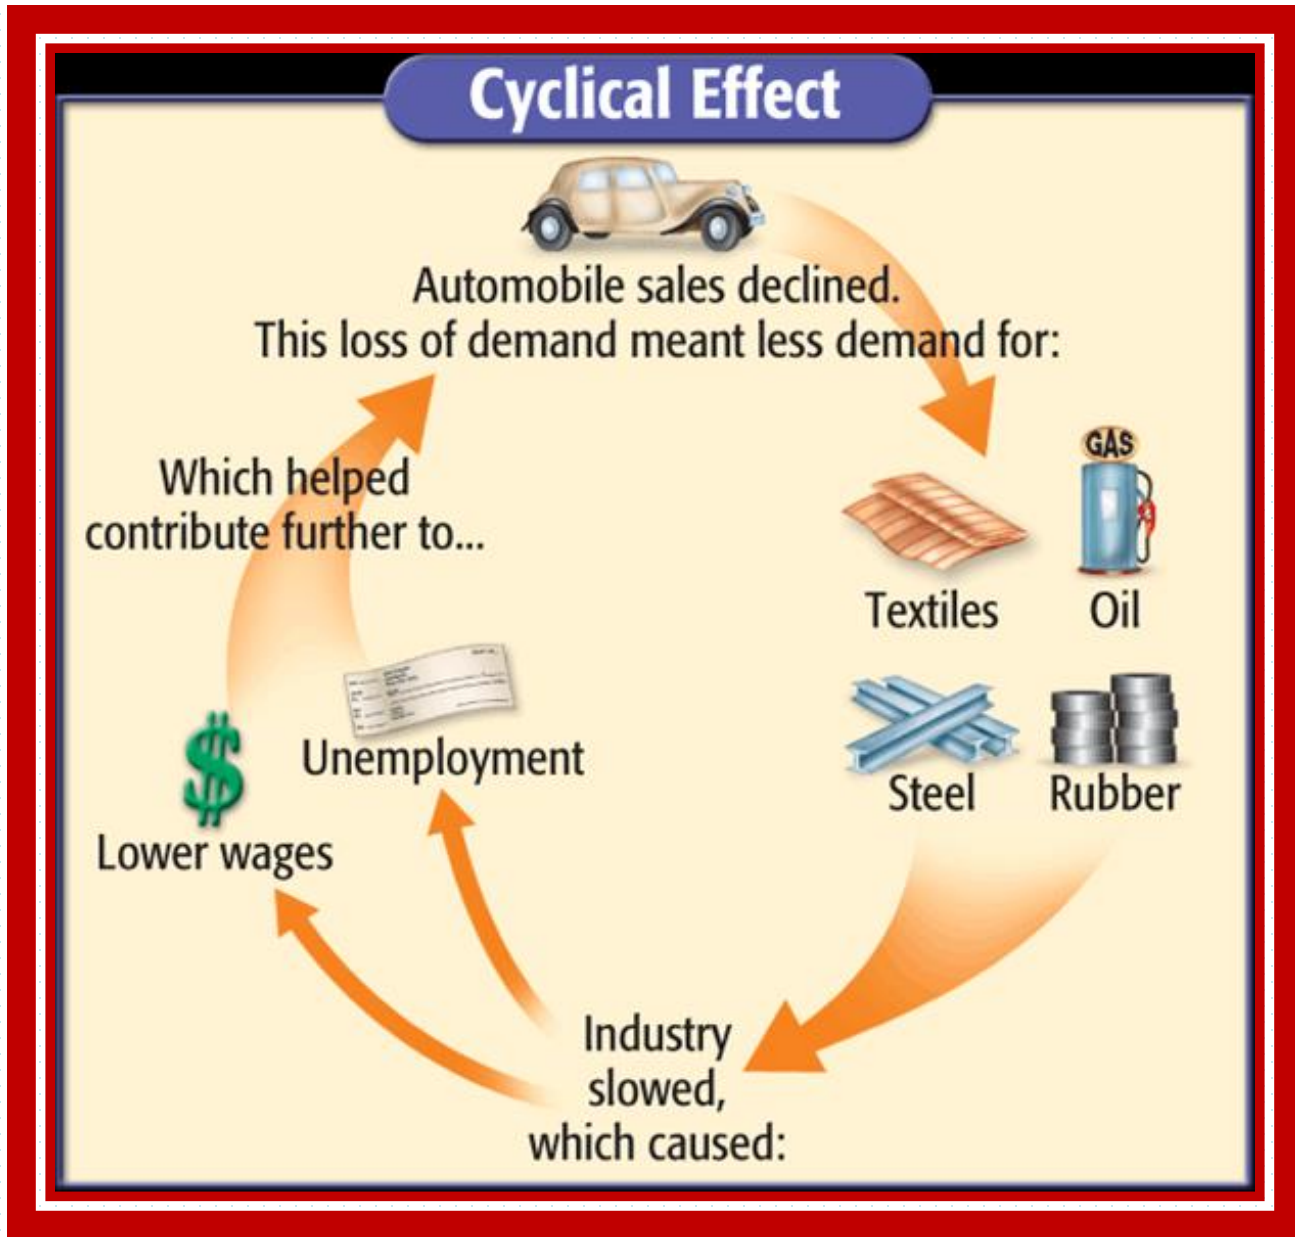 Cyclical Effect
Automobile sales declined.
This loss of demand meant less demand for:
GAS
Textiles
Oil
Steel
Rubber
Industry
slowed,
which caused:
Unemployment
Lower wages
Which helped
contribute further to...